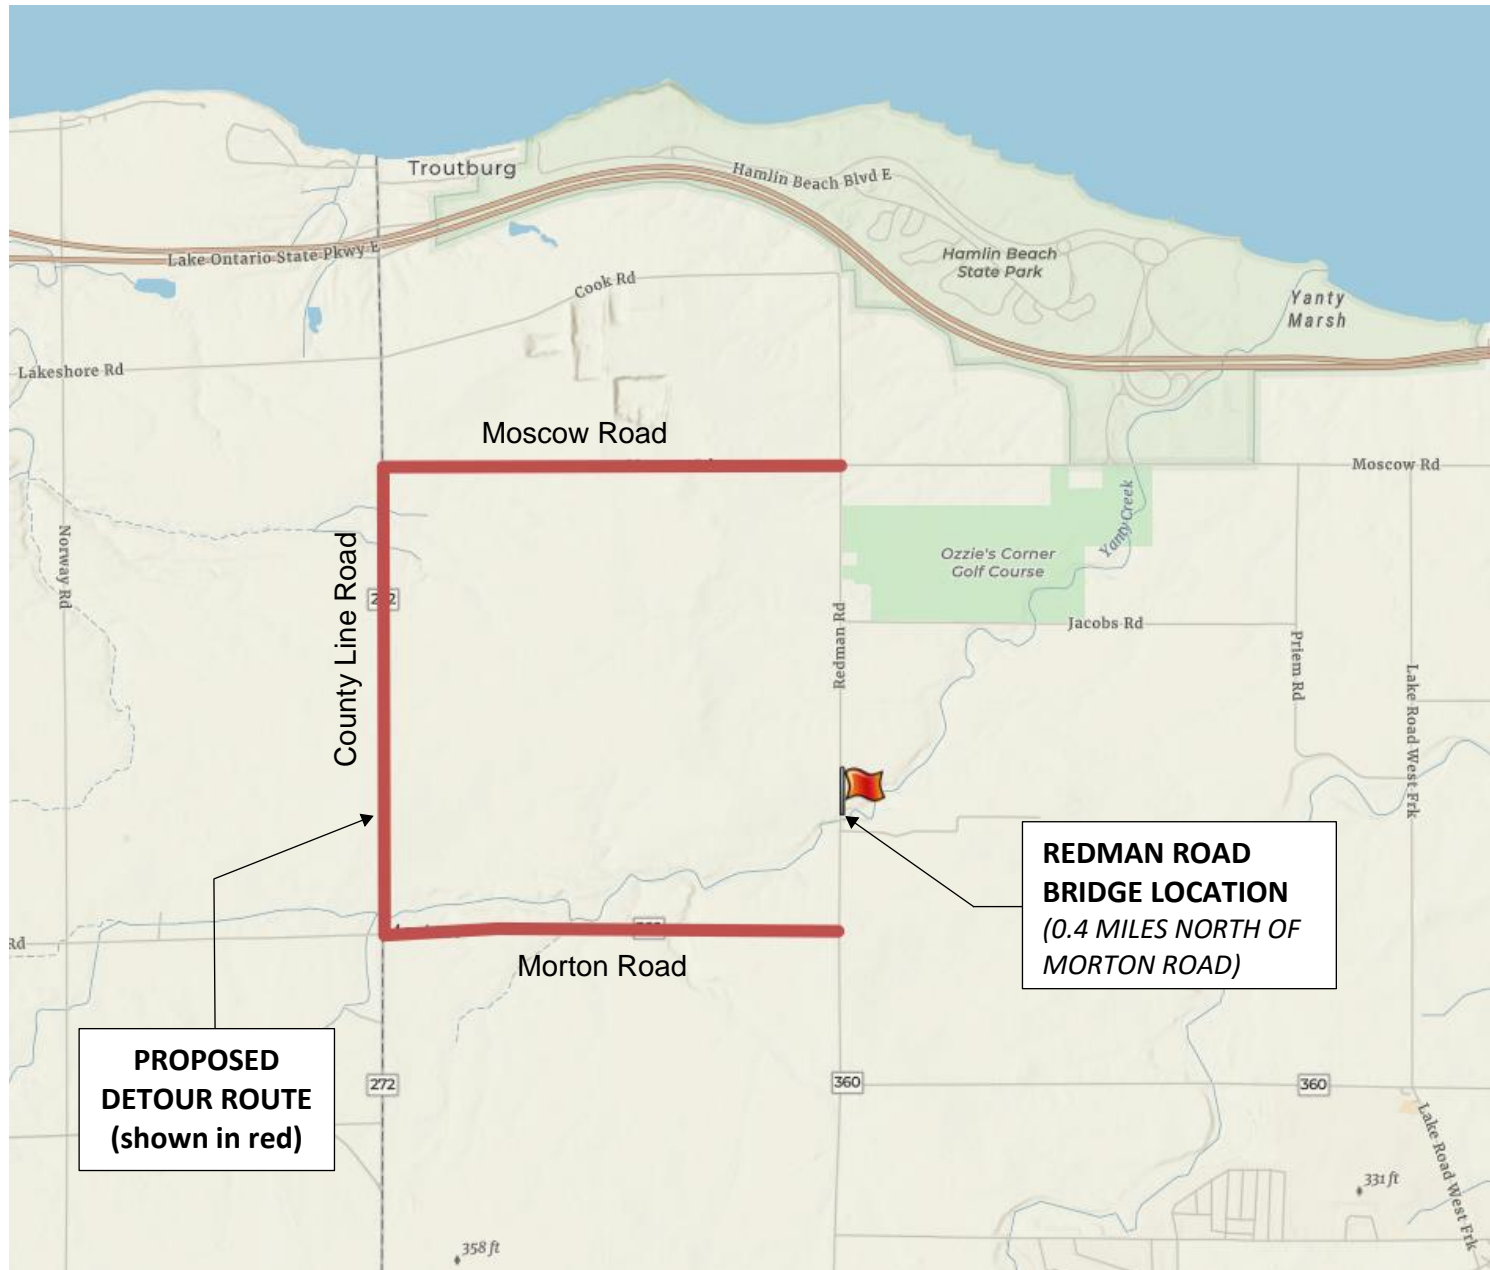 Troutburg
Hamlin Beach Blvd E
Lake Ontario State Pkwy E
Hamlin Beach
State Park
Yanty
Marsh
Cook Rd
Lakeshore Rd
Moscow Road
Moscow Rd
Norway Rd
County Line Road
Yanty Creek
Ozzie's Corner
Golf Course
Redman Rd
Jacobs Rd
Priem Rd
Lake Road West Frk
REDMAN ROAD
BRIDGE LOCATION
(0.4 MILES NORTH OF
MORTON ROAD)
Rd
Morton Road
PROPOSED
DETOUR ROUTE
(shown in red)
272
360
360
Lake Road West Frk
331 ft
358 ft